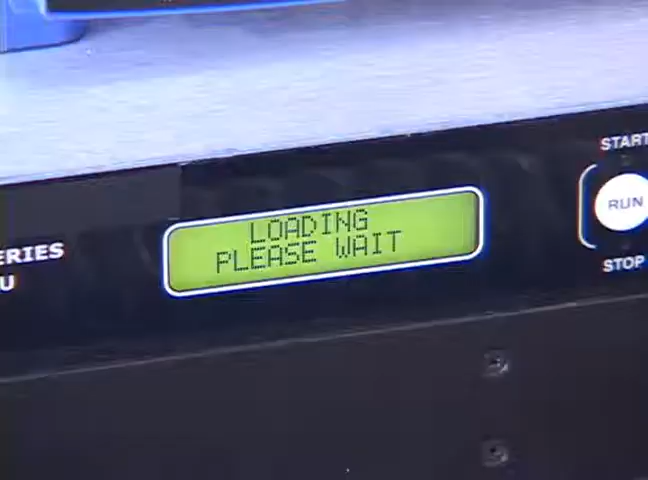 LOADING
PLEASE WAIT
ERIES
U
START
RUN
STOP